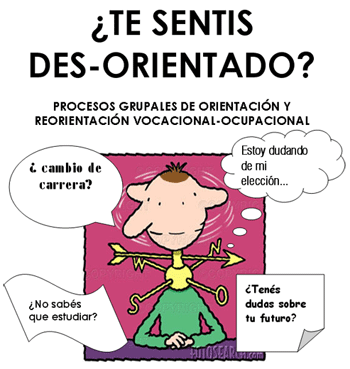 ¿TE SENTIS
DES-ORIENTADO?
PROCESOS GRUPALES DE ORIENTACIÓN Y
REORIENTACIÓN VOCACIONAL-OCUPACIONAL
¿ cambio de
carrera?
Estoy dudando
de mi
elección...
W
N
S
O
¿No sabés
que estudiar?
¿Tenés
dudas sobre
tu futuro?